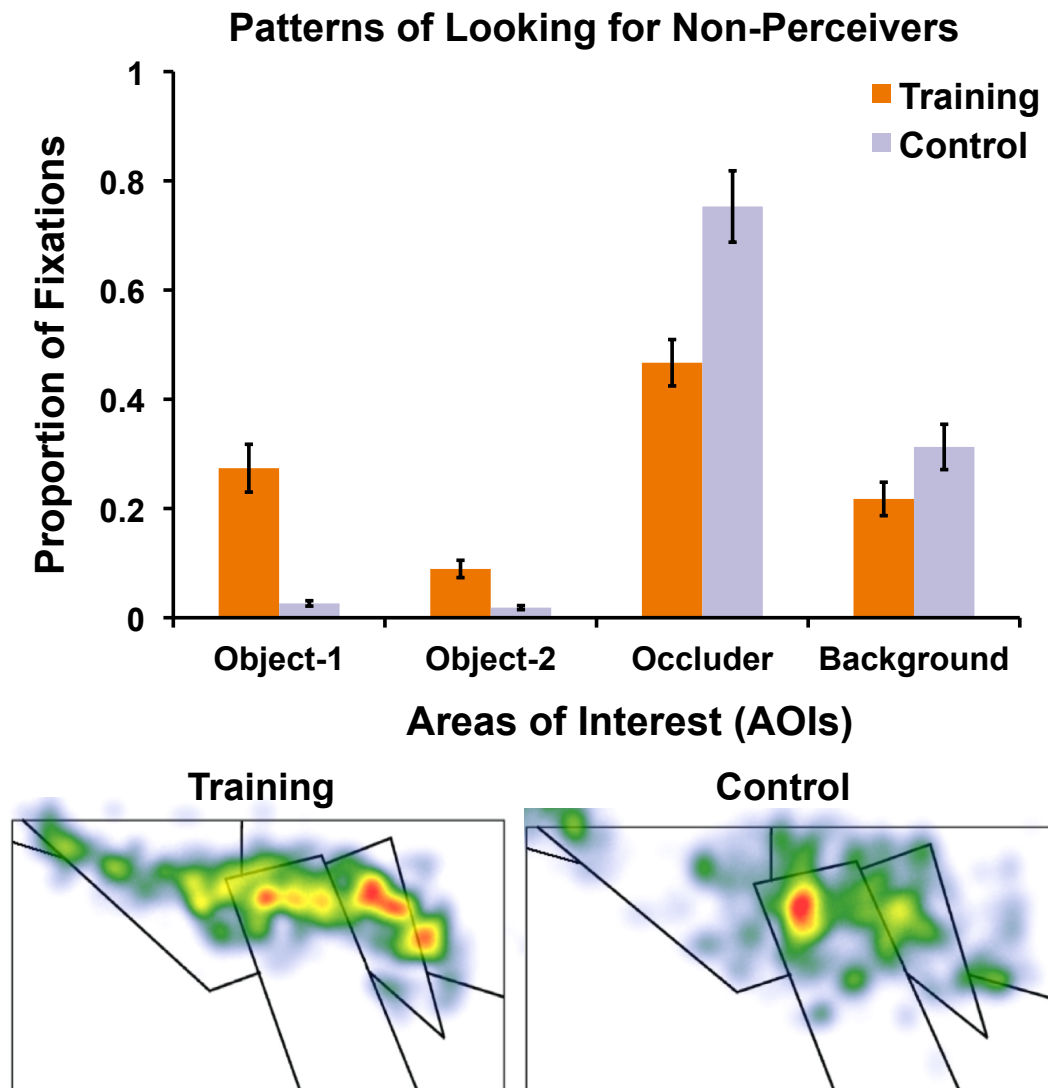 Patterns of Looking for Non-Perceivers
Training
Control
Proportion of Fixations
1
0.8
0.6
0.4
0.2
0
Object-1 Object-2 Occluder Background
Areas of Interest (AOIs)
Training Control